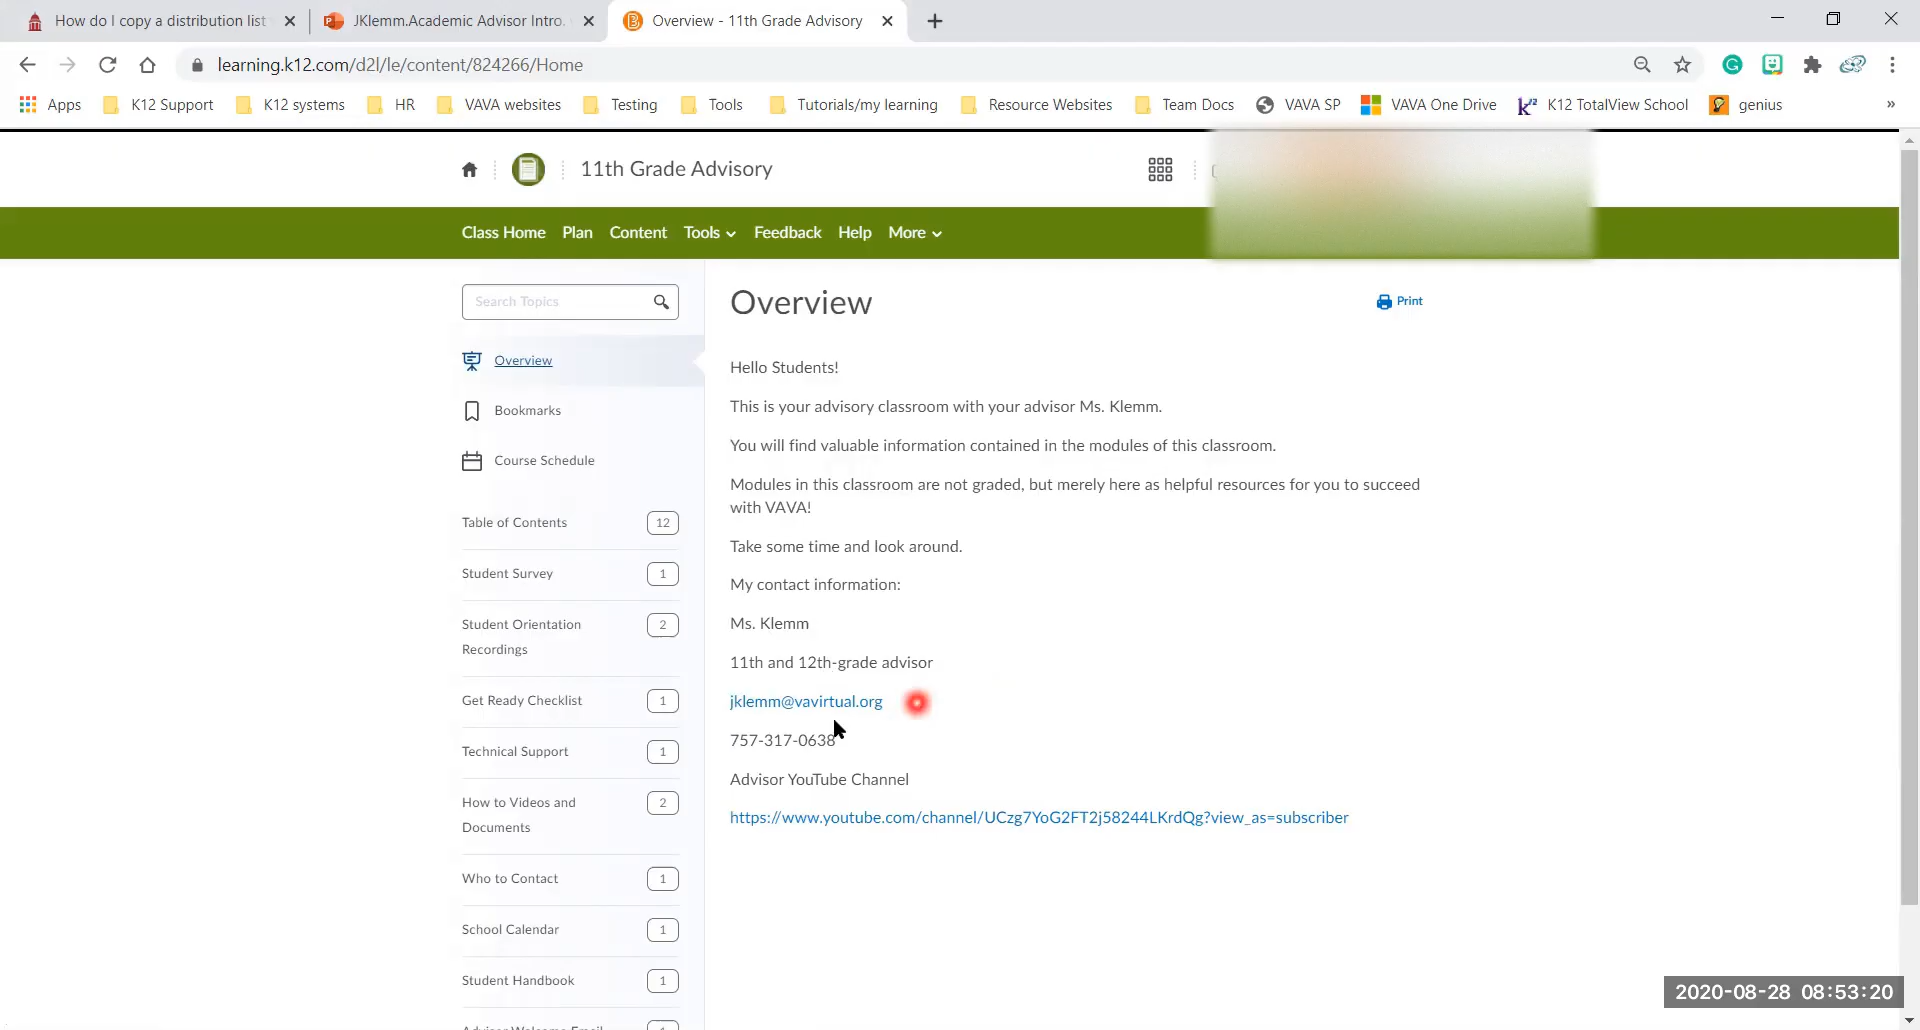 How do I copy a distribution list
JKlemm.Academic Advisor Intro.
Overview - 11th Grade Advisory
learning.k12.com/d2l/le/content/824266/Home
Apps K12 Support K12 systems HR VAVA websites Testing Tools Tutorials/my learning Resource Websites Team Docs VAVA SP VAVA One Drive K12 TotalView School genius »
11th Grade Advisory
Class Home Plan Content Tools Feedback Help More
Search Topics
Overview
Bookmarks
Course Schedule
Table of Contents 12
Student Survey 1
Student Orientation
Recordings 2
Get Ready Checklist 1
Technical Support 1
How to Videos and
Documents 2
Who to Contact 1
School Calendar 1
Student Handbook 1
Overview
Print
Hello Students!
This is your advisory classroom with your advisor Ms. Klemm.
You will find valuable information contained in the modules of this classroom.
Modules in this classroom are not graded, but merely here as helpful resources for you to succeed
with VAVA!
Take some time and look around.
My contact information:
Ms. Klemm
11th and 12th-grade advisor
jklemm@vavirtual.org
757-317-0638
Advisor YouTube Channel
https://www.youtube.com/channel/UCzg7YoG2FT2j58244LKrdQg?view_as=subscriber
2020-08-28 08:53:20